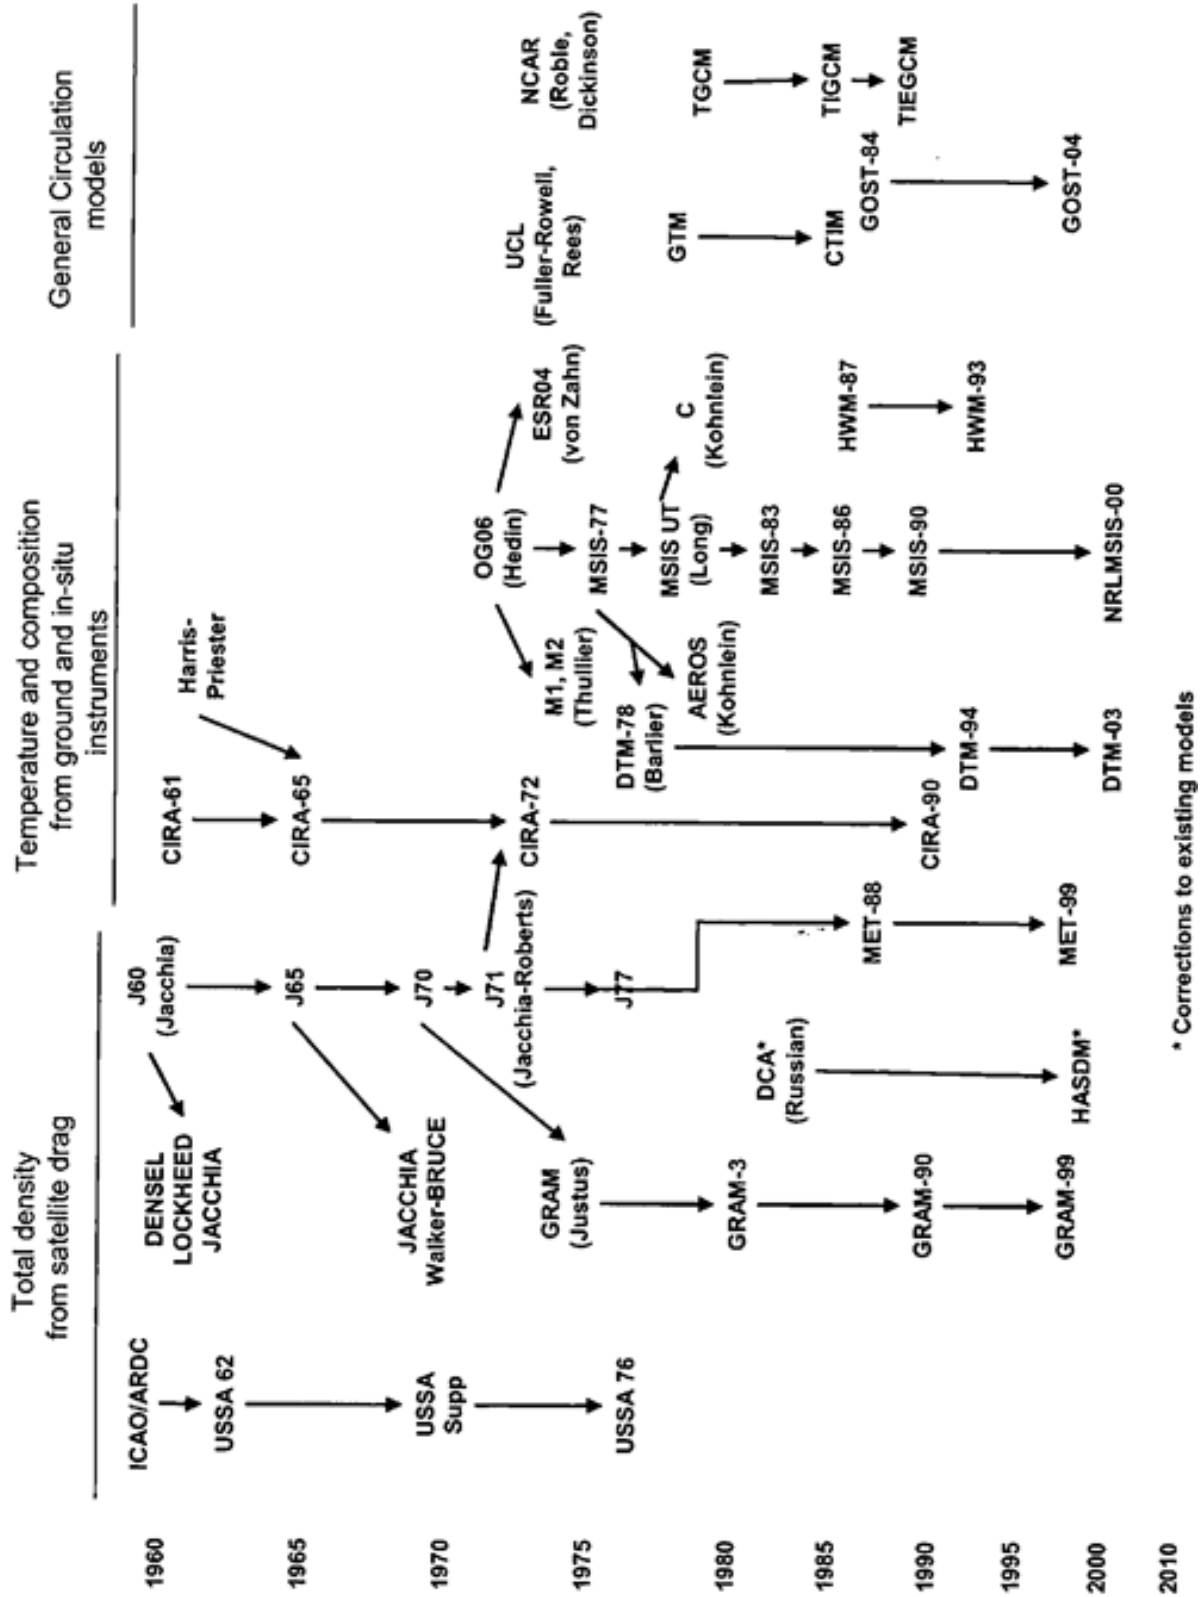 Total density
from satellite drag
Temperature and composition
from ground and in-situ
instruments
General Circulation
models
1960
1965
1970
1975
1980
1985
1990
1995
2000
2010
ICAO/ARDC
USSA 62
USSA
Supp
USSA 76
DENSEL
LOCKHEED
JACCHIA
JACCHIA
Walker-BRUCE
GRAM
(Justus)
GRAM-3
GRAM-90
GRAM-99
DCA*
(Russian)
HASDM*
J60
(Jacchia)
J65
J70
J71
(Jacchia-Roberts)
J77
MET-88
MET-99
CIRA-61
CIRA-65
CIRA-72
CIRA-90
Harris-
Priester
DTM-78
(Barlier)
DTM-94
DTM-03
M1, M2
(Thullier)
AEROS
(Kohnlein)
OG06
(Hedin)
MSIS-77
MSIS UT
(Long)
MSIS-83
MSIS-86
MSIS-90
NRLMSIS-00
ESR04
(von Zahn)
C
(Kohnlein)
HWM-87
HWM-93
UCL
(Fuller-Rowell,
Rees)
GTM
CTIM
GOST-84
GOST-04
NCAR
(Roble,
Dickinson)
TGCM
TIGCM
TIEGCM
* Corrections to existing models